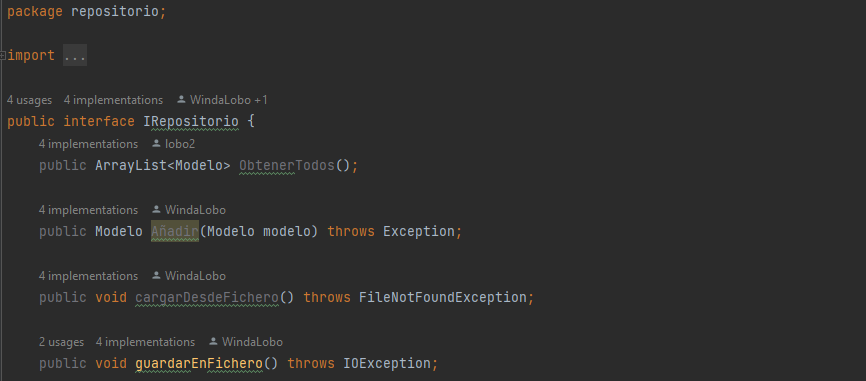 package repositorio;
import ...
4 usages 4 implementations WindaLobo +1
public interface IRepositorio {
4 implementations lobo2
public ArrayList<Modelo> ObtenerTodos();
4 implementations WindaLobo
public Modelo Añadir(Modelo modelo) throws Exception;
4 implementations WindaLobo
public void cargarDesdeFichero() throws FileNotFoundException;
2 usages 4 implementations WindaLobo
public void guardarEnFichero() throws IOException;